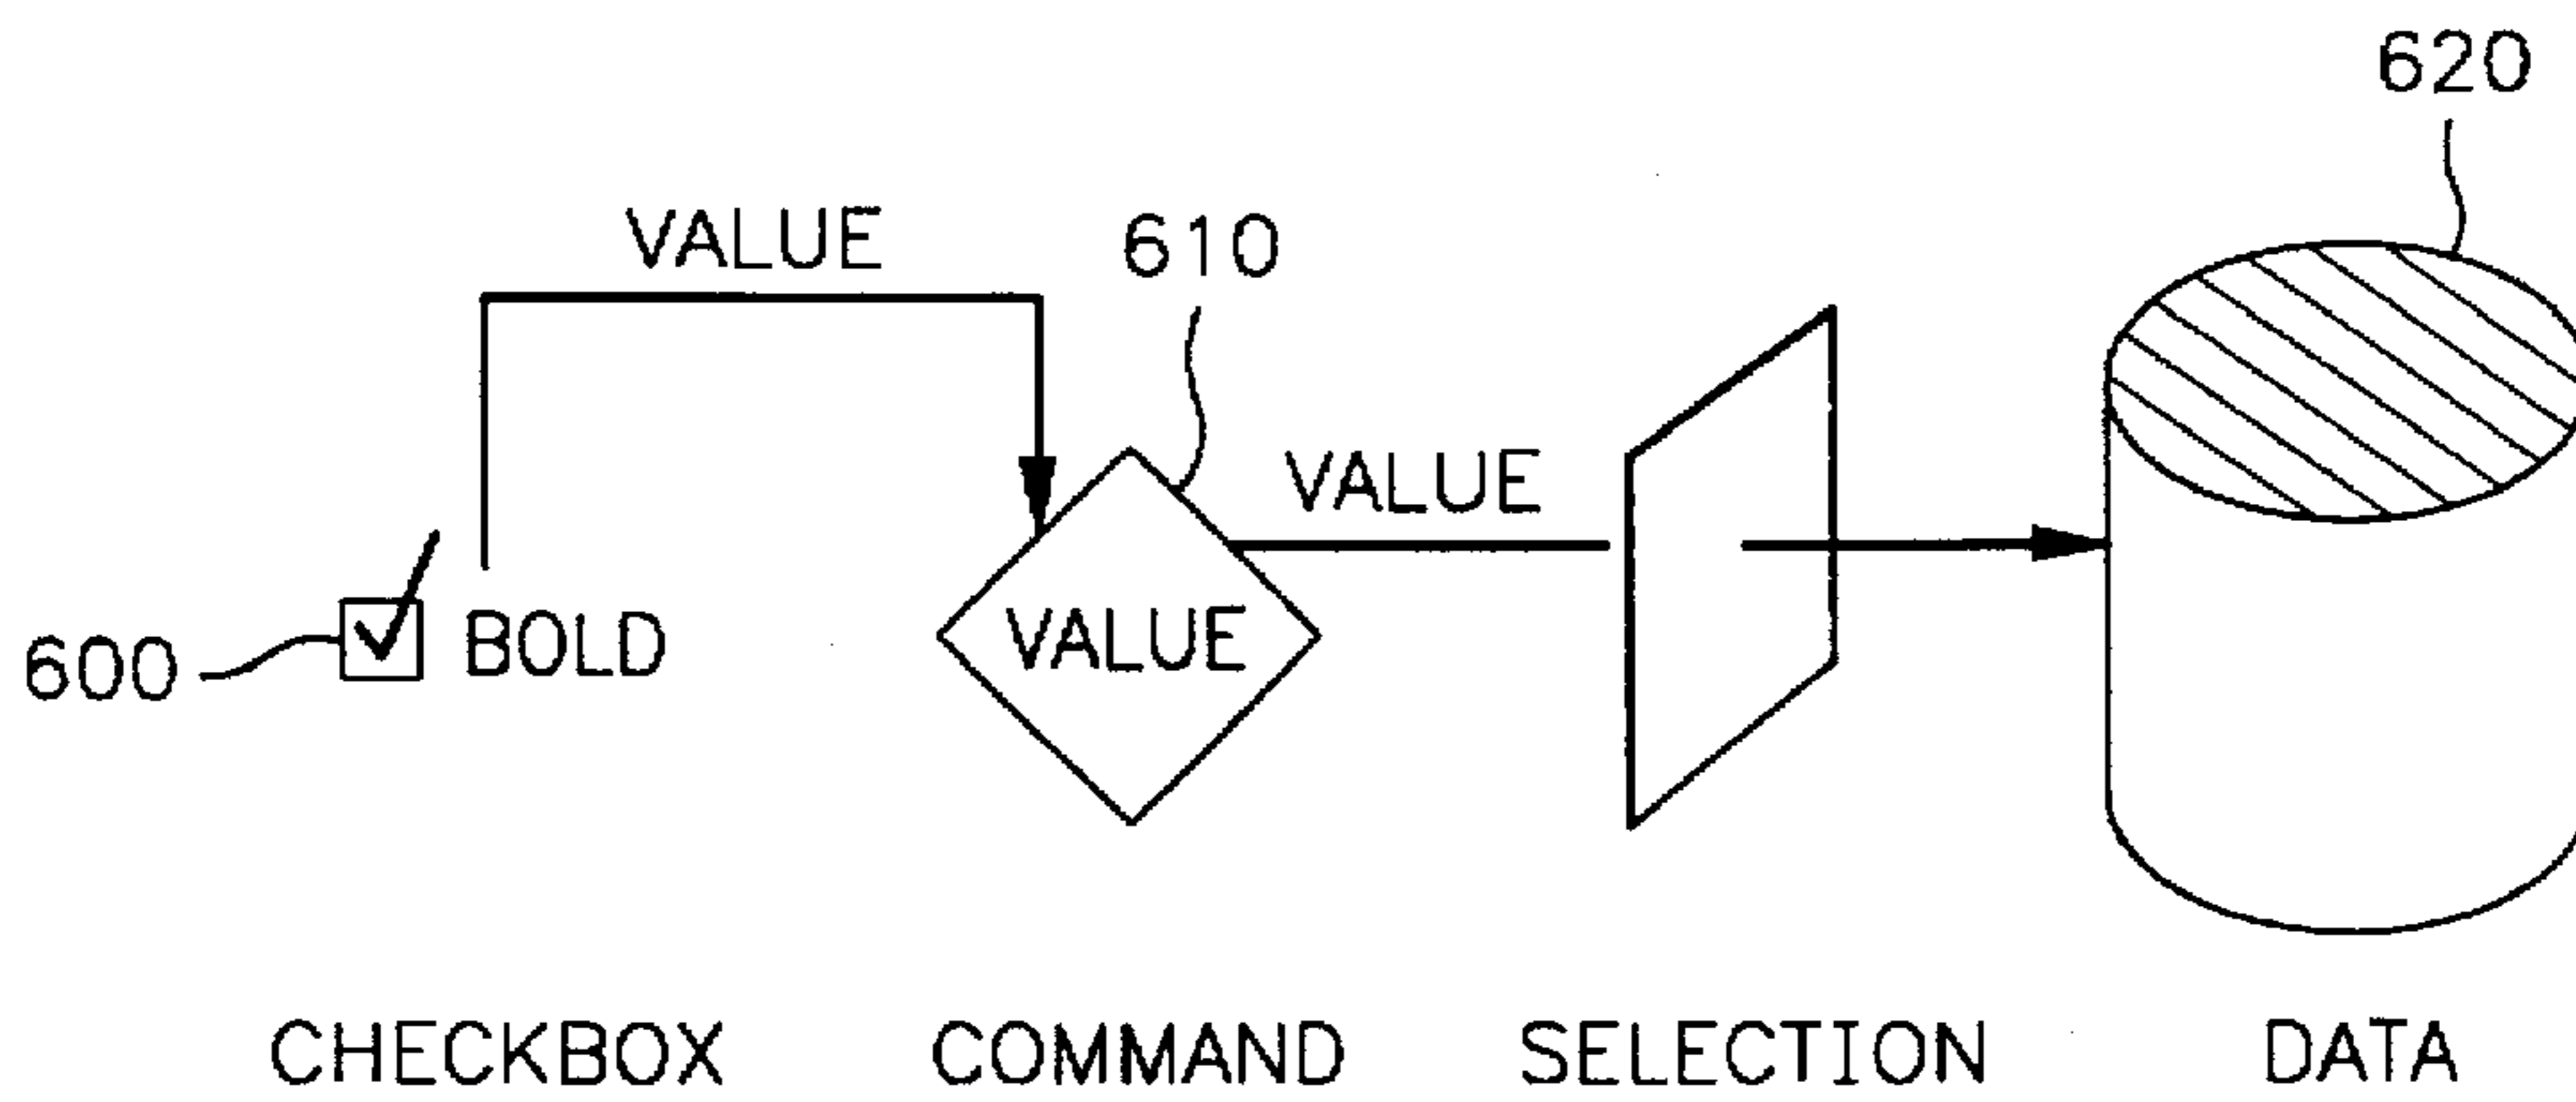 620
VALUE
610
VALUE
VALUE
600
BOLD
CHECKBOX
COMMAND
SELECTION
DATA